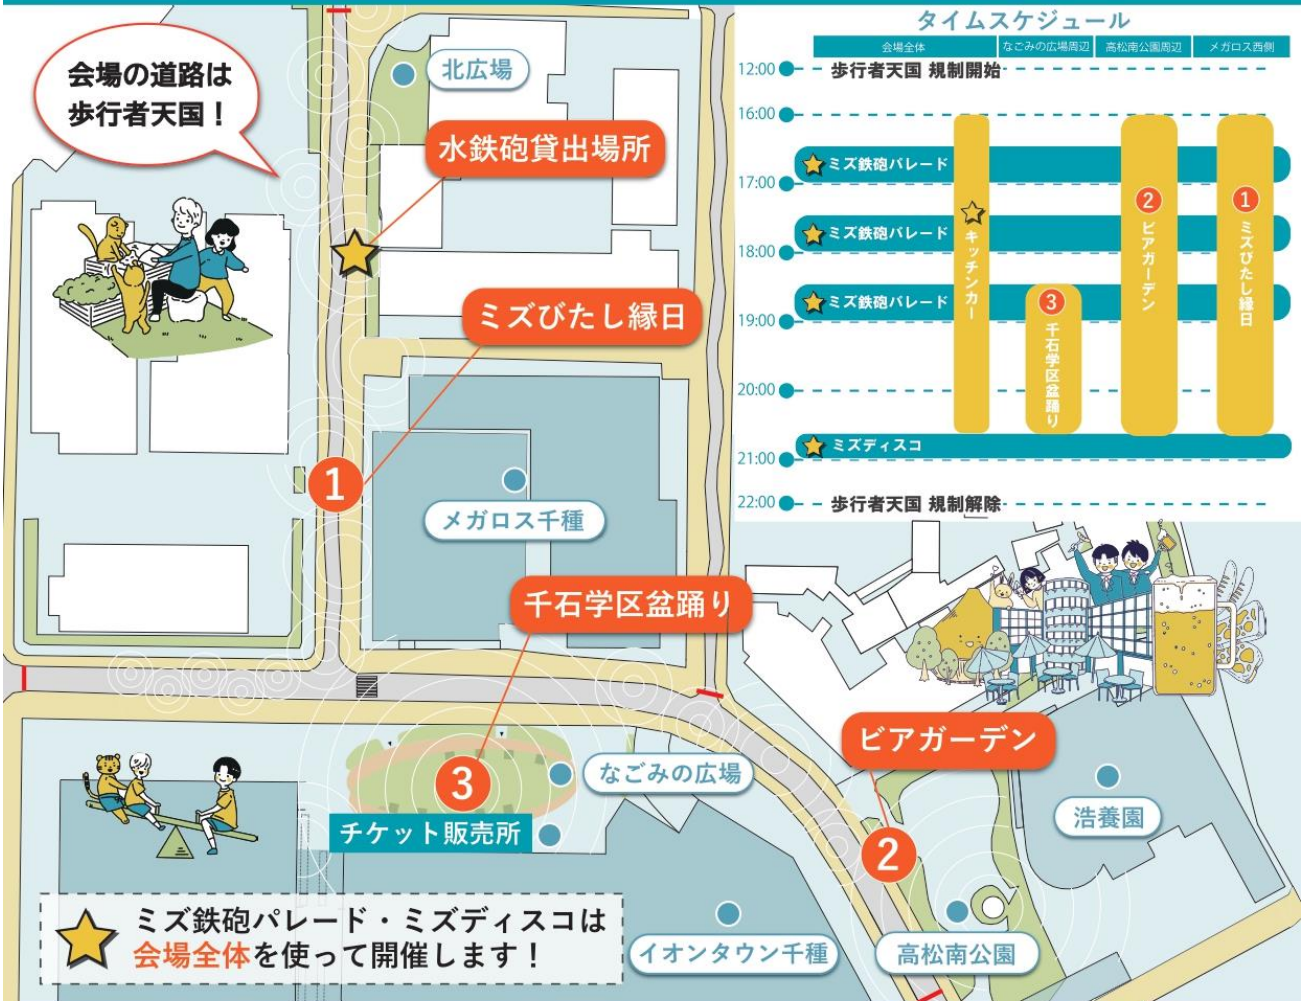 会場の道路は
歩行者天国！
北広場
水鉄砲貸出場所
ミズびたし縁日
1
メガロス千種
千石学区盆踊り
ビアガーデン
3
なごみの広場
チケット販売所
浩養園
2
イオンタウン千種
高松南公園
ミズ鉄砲パレード・ミズディスコは
会場全体を使って開催します！
タイムスケジュール
会場全体 なごみの広場周辺 高松南公園周辺 メガロス西側
12:00 歩行者天国 規制開始
16:00
ミズ鉄砲パレード
17:00
ミズ鉄砲パレード
18:00
ミズ鉄砲パレード
19:00
20:00
ミズディスコ
21:00
22:00 歩行者天国 規制解除
キッチンカー
3 千石学区盆踊り
2 ビアガーデン
1 ミズびたし縁日